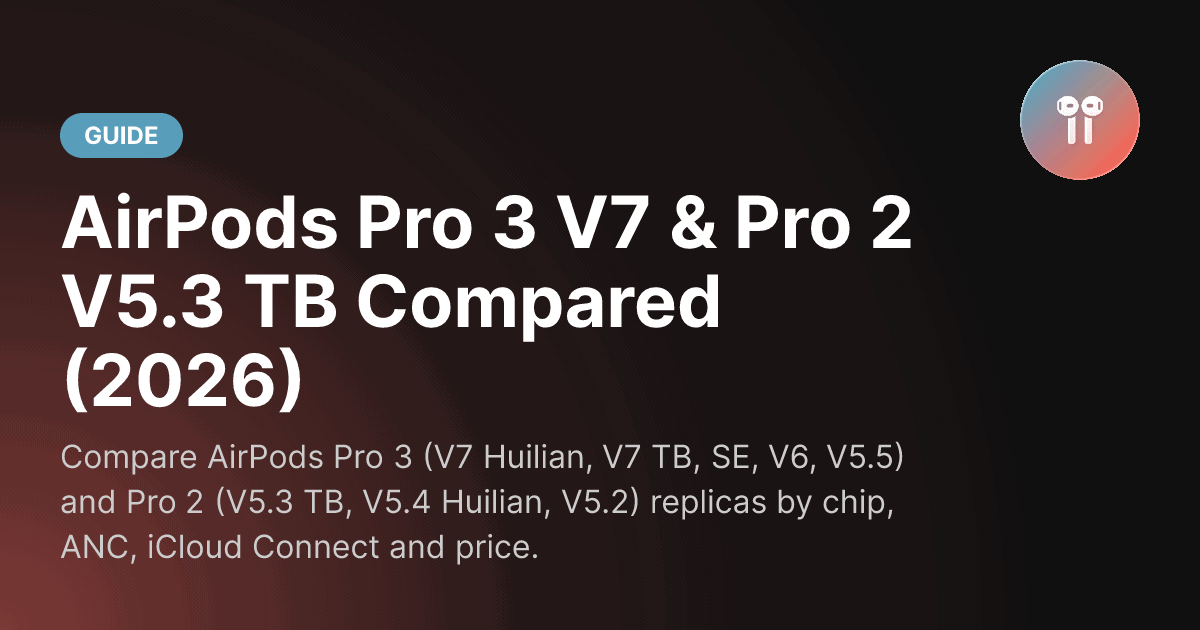 GUIDE
AirPods Pro 3 V7 & Pro 2
V5.3 TB Compared
(2026)
Compare AirPods Pro 3 (V7 Huilian, V7 TB, SE, V6, V5.5)
and Pro 2 (V5.3 TB, V5.4 Huilian, V5.2) replicas by chip,
ANC, iCloud Connect and price.